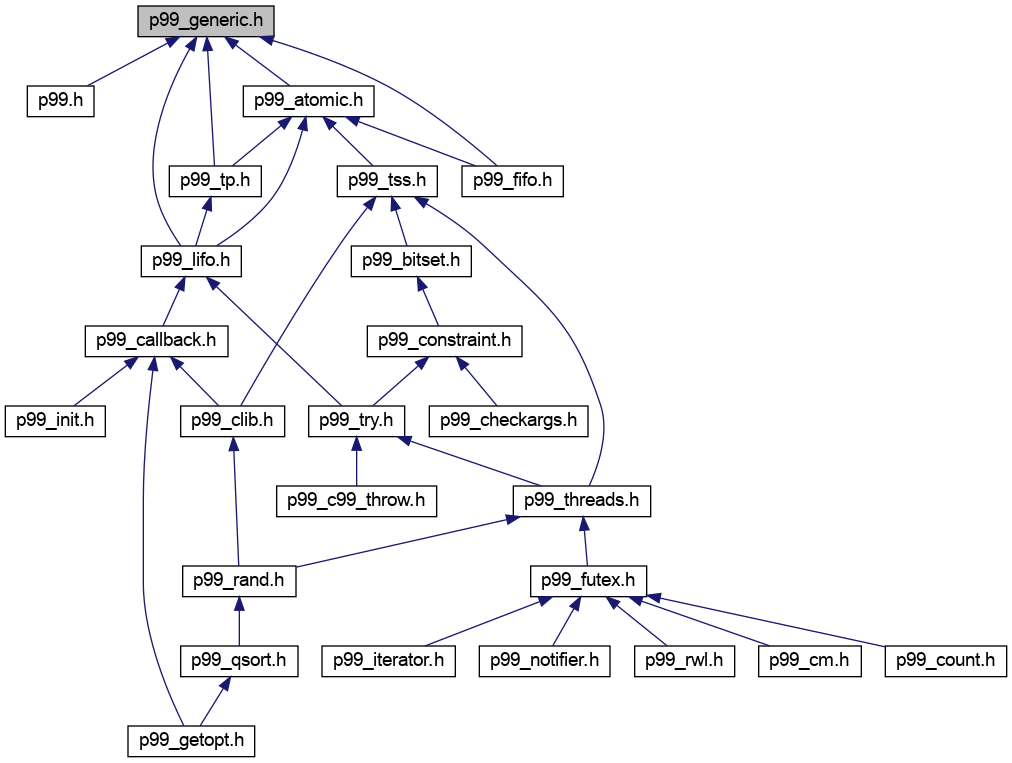 p99_generic.h
p99.h
p99_atomic.h
p99_tp.h
p99_tss.h
p99_fifo.h
p99_lifo.h
p99_bitset.h
p99_callback.h
p99_constraint.h
p99_init.h
p99_clib.h
p99_try.h
p99_checkargs.h
p99_c99_throw.h
p99_threads.h
p99_rand.h
p99_futex.h
p99_qsort.h
p99_iterator.h
p99_notifier.h
p99_rwl.h
p99_cm.h
p99_count.h
p99_getopt.h